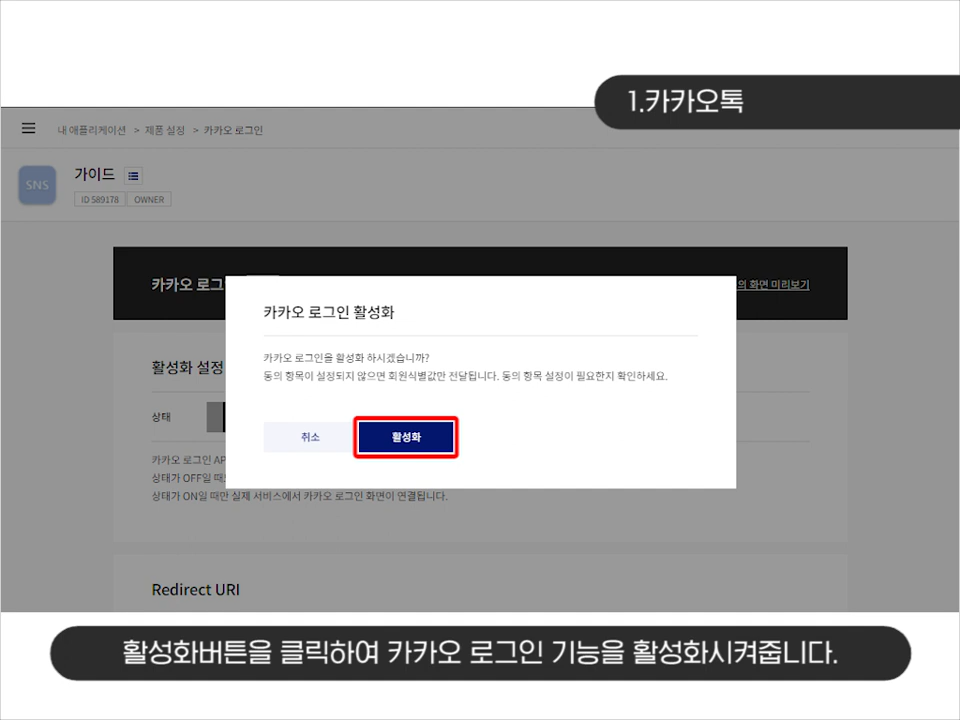 1.카카오톡
내 애플리케이션 > 제품 설정 > 카카오 로그인
SNS
가이드
ID 589178 OWNER
카카오 로그
의 화면 미리보기
카카오 로그인 활성화
카카오 로그인을 활성화 하시겠습니까?
동의 항목이 설정되지 않으면 회원식별값만 전달됩니다. 동의 항목 설정이 필요한지 확인하세요.
취소 활성화
활성화 설정
상태
카카오 로그인 AP
상태가 OFF일 때
상태가 ON일 때만 실제 서비스에서 카카오 로그인 화면이 연결됩니다.
Redirect URI
활성화버튼을 클릭하여 카카오 로그인 기능을 활성화시켜줍니다.